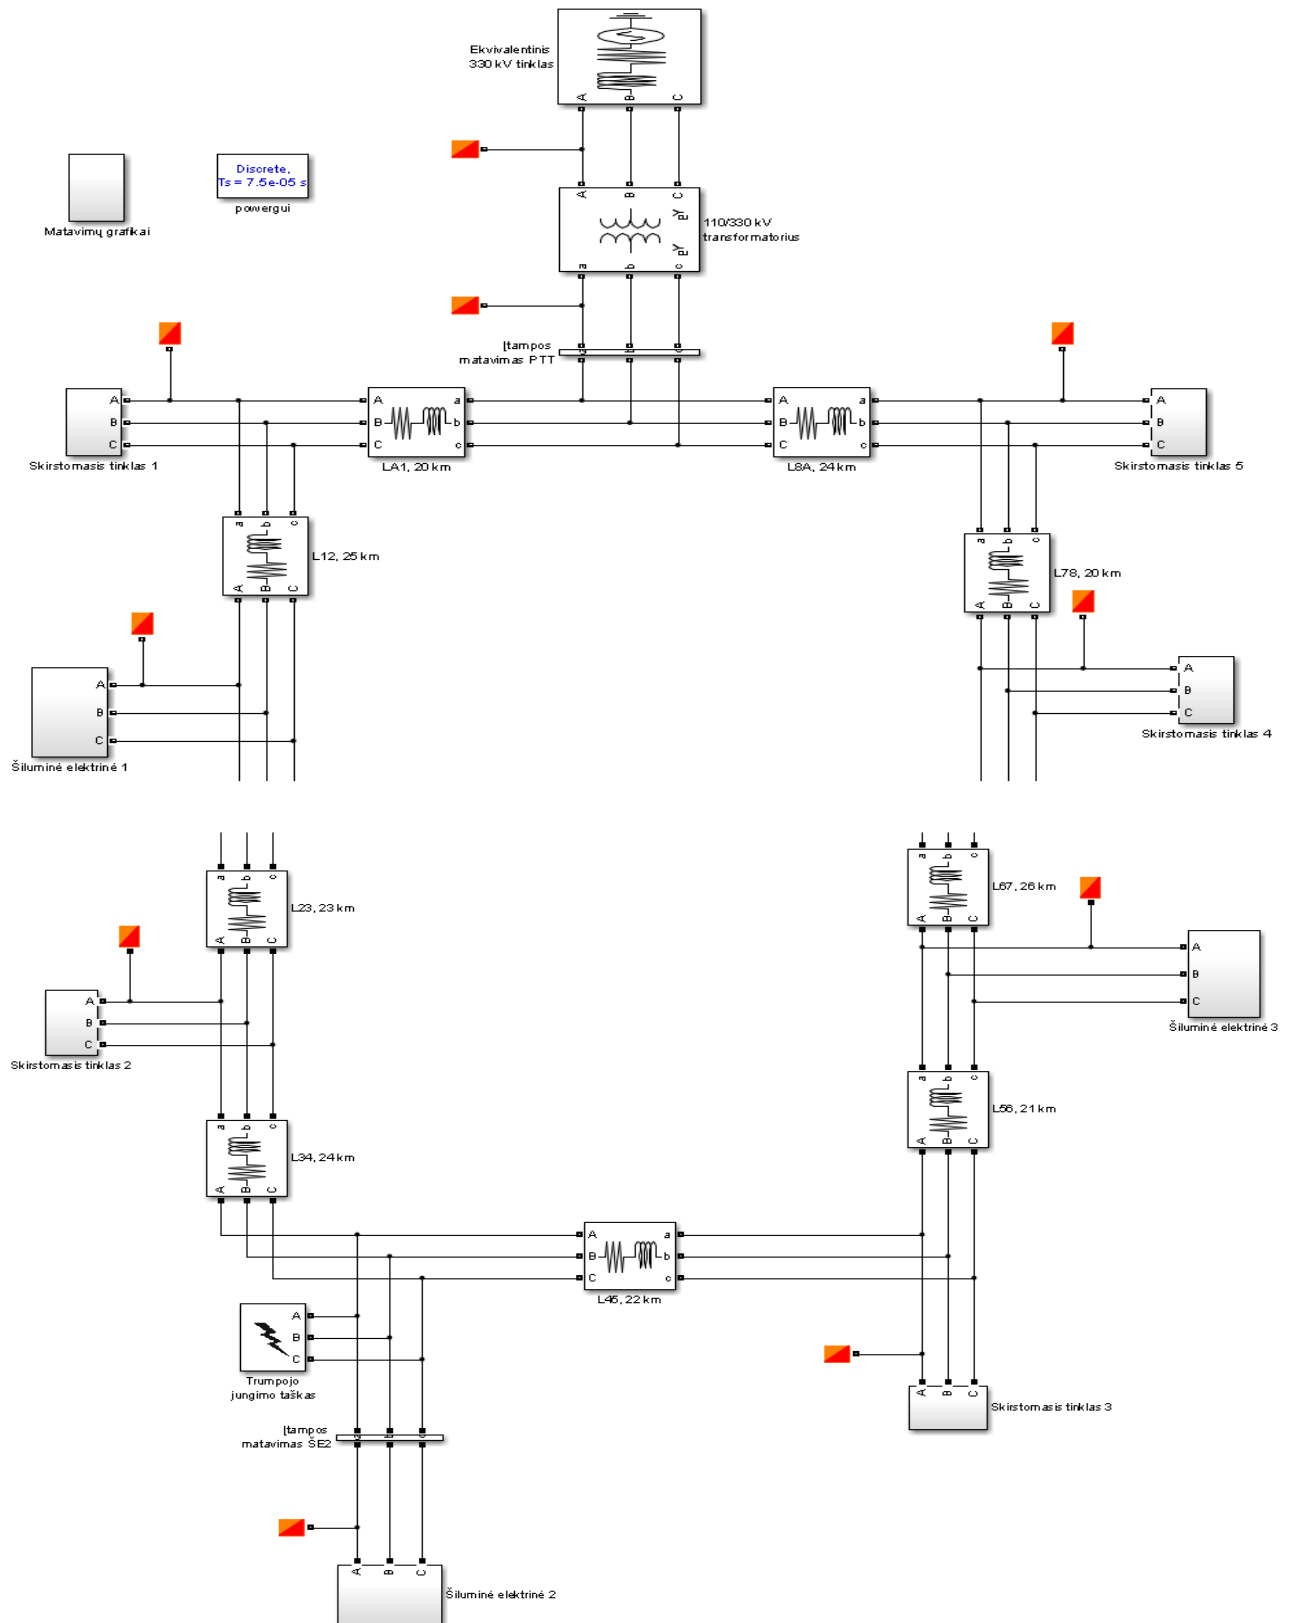 Ekvivalentinis
330 kV tinklas
A B C
A B C
Discrete,
Ts = 7.5e-05 s
powergui
Matavimų grafikai
110/330 kV
transformatorius
a b c
Įtampos
matavimas PTT
a b c
A
B
C
Skirstomasis tinklas 1
A a
B b
C c
LA1, 20 km
A a
B b
C c
L8A, 24 km
A
B
C
Skirstomasis tinklas 5
a b c
L12, 25 km
A B C
a b c
L78, 20 km
A B C
A
B
C
Šiluminė elektrinė 1
A
B
C
Skirstomasis tinklas 4
a b c
L23, 23 km
A B C
a b c
L67, 26 km
A B C
A
B
C
Skirstomasis tinklas 2
A
B
C
Šiluminė elektrinė 3
a b c
L34, 24 km
A B C
a b c
L56, 21 km
A B C
A a
B b
C c
L45, 22 km
A
B
C
Trumpojo
jungimo taškas
Įtampos
matavimas ŠE2
a b c
A B C
Skirstomasis tinklas 3
A B C
Šiluminė elektrinė 2